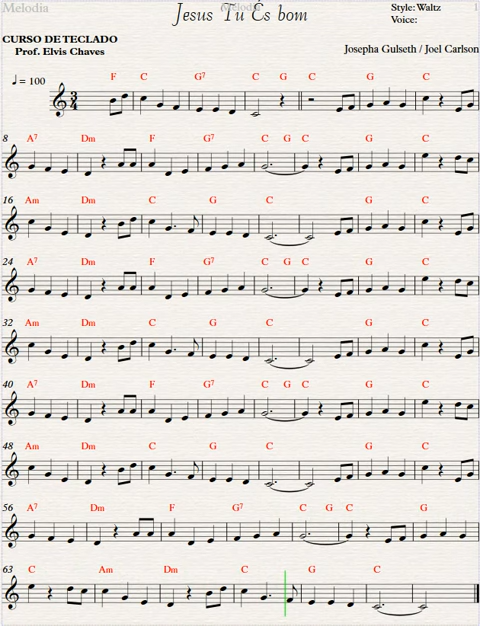 Melodia Melodia 1
Jesus Tu És bom
Style: Waltz
Voice:
CURSO DE TECLADO
Prof. Elvis Chaves
Josepha Gulseth / Joel Carlson
♩ = 100
F C G7 C G C G C
3
4
8
A7 Dm F G7 C G C G C
16
Am Dm C G C G C
24
A7 Dm F G7 C G C G C
32
Am Dm C G C G C
40
A7 Dm F G7 C G C G C
48
Am Dm C G C G C
56
A7 Dm F G7 C G C G
63
C Am Dm C G C